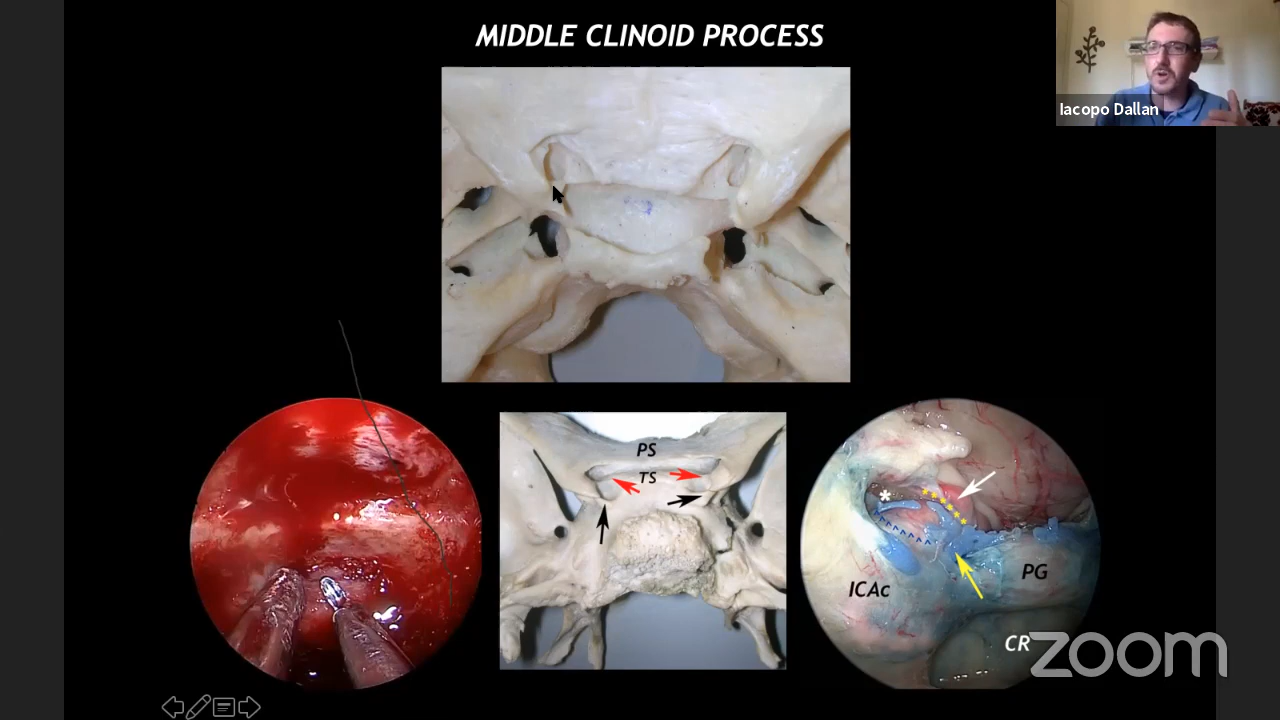 MIDDLE CLINOID PROCESS
Iacopo Dallan
PS
TS
*
ICAc
PG
CR
zoom